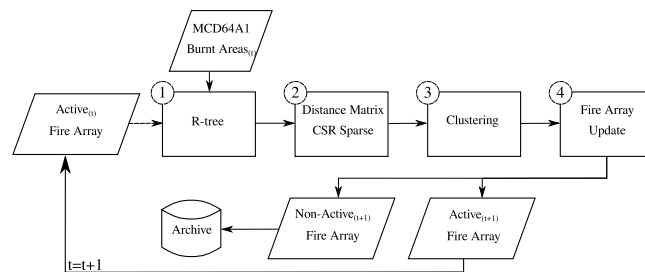 MCD64A1
Burnt Areas(t)
1
2
3
4
Active(t)
Fire Array
R-tree
Distance Matrix
CSR Sparse
Clustering
Fire Array
Update
Archive
Non-Active(t+1)
Fire Array
Active(t+1)
Fire Array
t=t+1